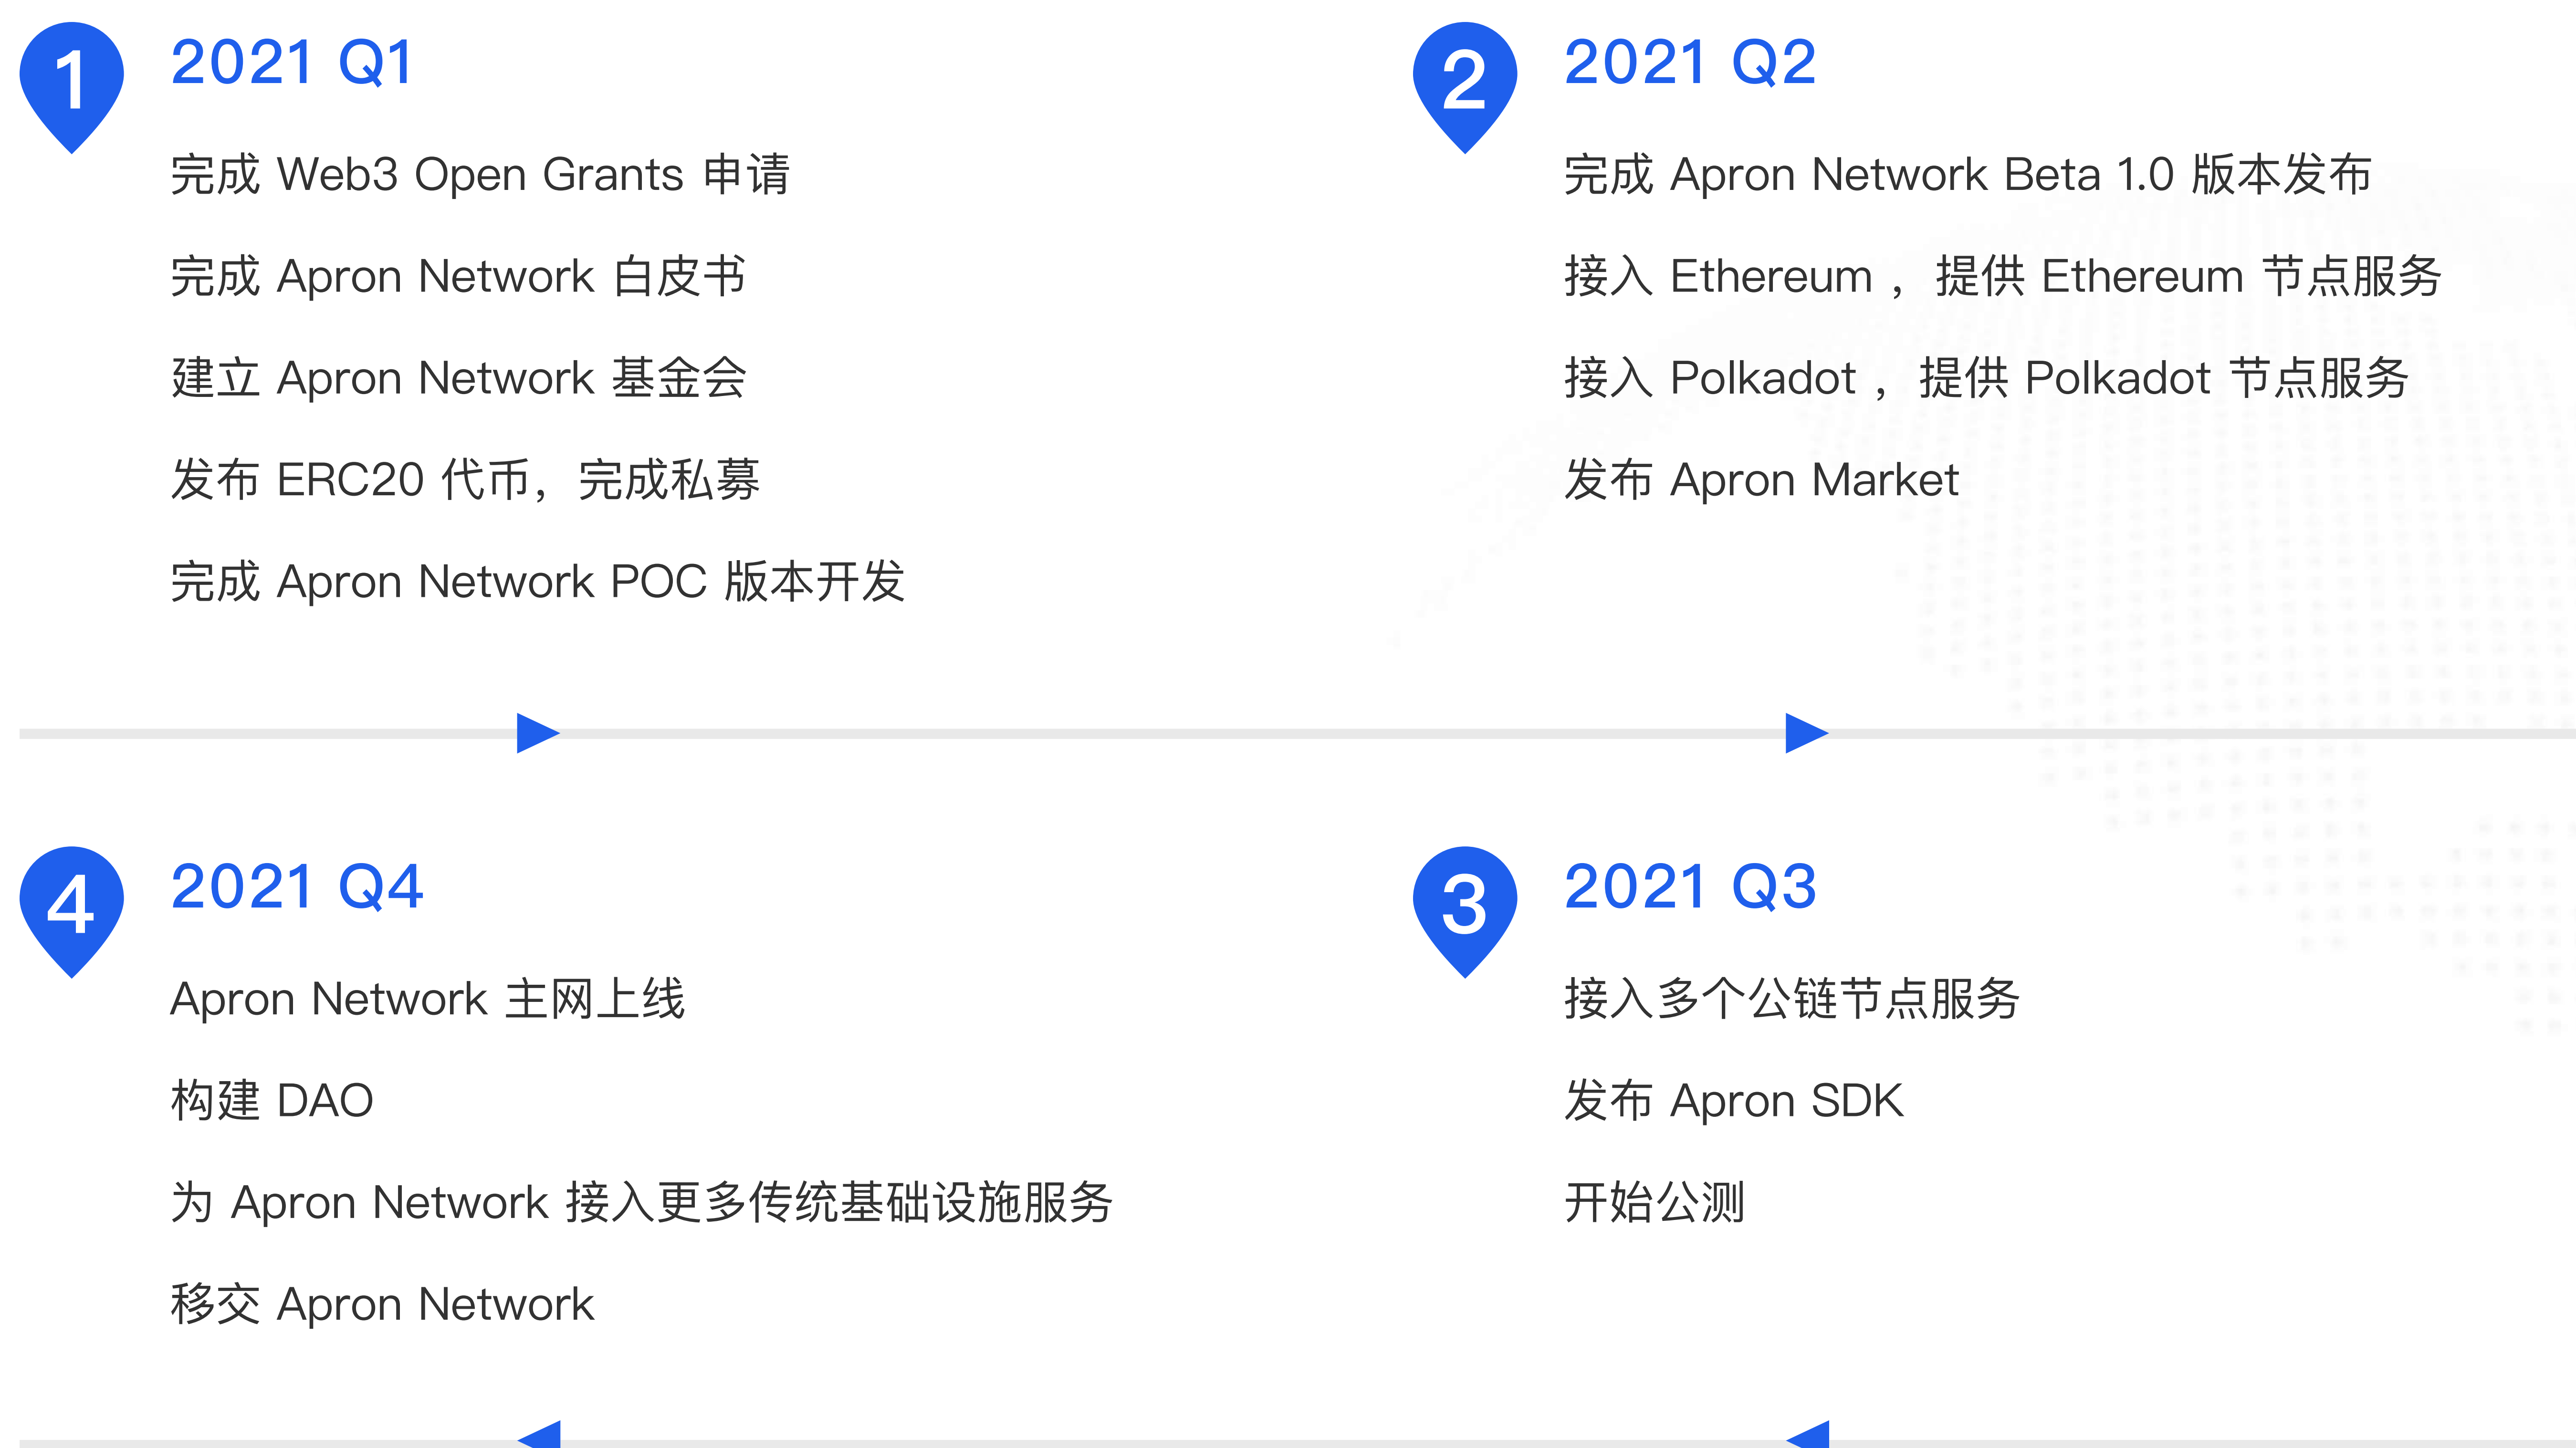 1
2021 Q1
完成 Web3 Open Grants 申请
完成 Apron Network 白皮书
建立 Apron Network 基金会
发布 ERC20 代币，完成私募
完成 Apron Network POC 版本开发
2
2021 Q2
完成 Apron Network Beta 1.0 版本发布
接入 Ethereum ，提供 Ethereum 节点服务
接入 Polkadot ，提供 Polkadot 节点服务
发布 Apron Market
3
2021 Q3
接入多个公链节点服务
发布 Apron SDK
开始公测
4
2021 Q4
Apron Network 主网上线
构建 DAO
为 Apron Network 接入更多传统基础设施服务
移交 Apron Network